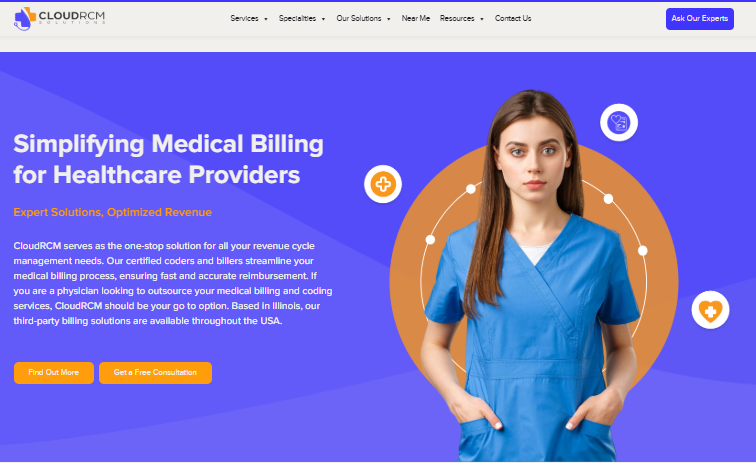 CLOUDRCM
SOLUTIONS
Services
Specialities
Our Solutions
Near Me
Resources
Contact Us
Ask Our Experts
Simplifying Medical Billing
for Healthcare Providers
Expert Solutions, Optimized Revenue
CloudRCM serves as the one-stop solution for all your revenue cycle
management needs. Our certified coders and billers streamline your
medical billing process, ensuring fast and accurate reimbursement. If
you are a physician looking to outsource your medical billing and coding
services, CloudRCM should be your go to option. Based in Illinois, our
third-party billing solutions are available throughout the USA.
Find Out More
Get a Free Consultation